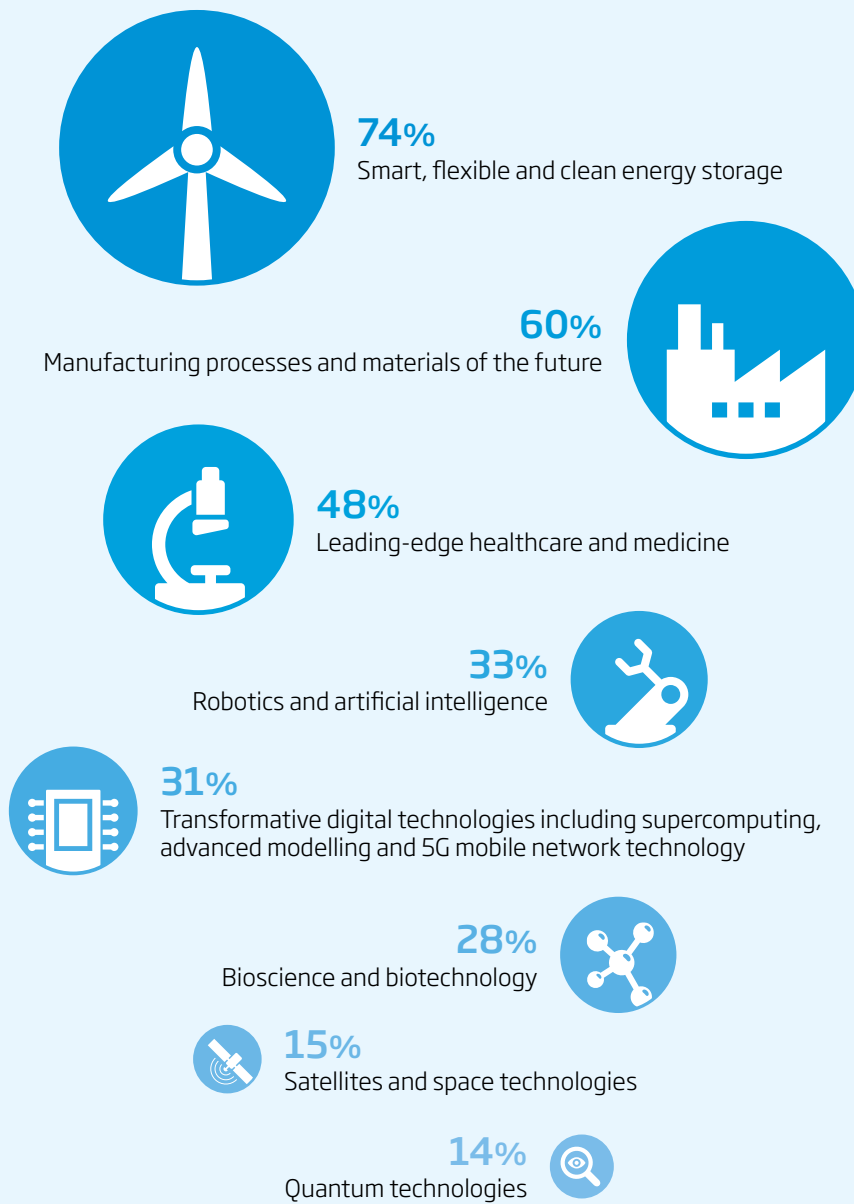 74%
Smart, flexible and clean energy storage
60%
Manufacturing processes and materials of the future
48%
Leading-edge healthcare and medicine
33%
Robotics and artificial intelligence
31%
Transformative digital technologies including supercomputing,
advanced modelling and 5G mobile network technology
28%
Bioscience and biotechnology
15%
Satellites and space technologies
14%
Quantum technologies